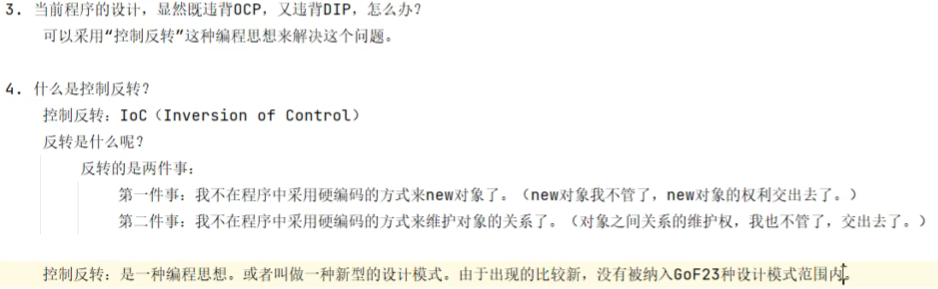 3. 当前程序的设计，显然既违背OCP，又违背DIP，怎么办？
可以采用“控制反转”这种编程思想来解决这个问题。
4. 什么是控制反转？
控制反转：IoC（Inversion of Control）
反转是什么呢？
反转的是两件事：
第一件事：我不在程序中采用硬编码的方式来new对象了。（new对象我不管了，new对象的权利交出去了。）
第二件事：我不在程序中采用硬编码的方式来维护对象的关系了。（对象之间关系的维护权，我也不管了，交出去了。）
控制反转：是一种编程思想。或者叫做一种新型的设计模式。由于出现的比较新，没有被纳入GoF23种设计模式范围内。